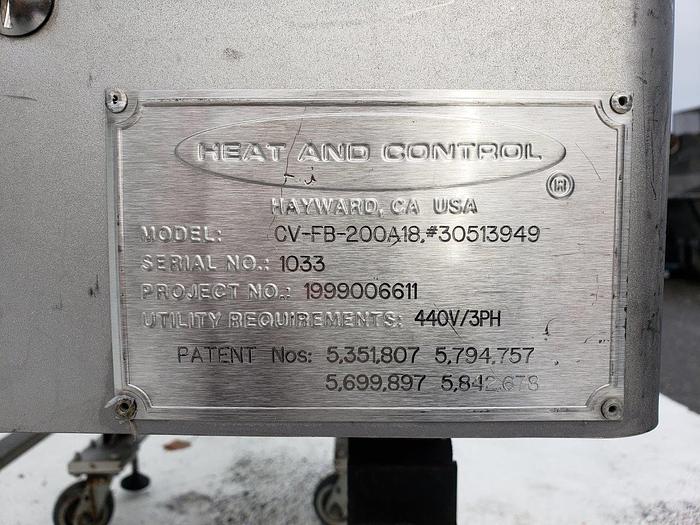 HEAT AND CONTROL
®
HAYWARD, CA USA
MODEL: CV-FB-200A18,#30513949
SERIAL NO.: 1033
PROJECT NO.: 1999006611
UTILITY REQUIREMENTS: 440V/3PH
PATENT Nos: 5,351,807 5,794,757
5,699,897 5,842,678